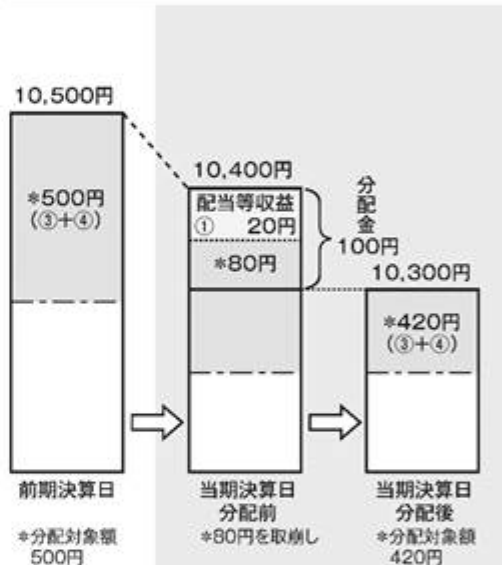 10,500円
*500円
(③+④)
前期決算日
*分配対象額
500円
10,400円
配当等収益
① 20円
*80円
分配金
100円
当期決算日
分配前
*80円を取崩し
10,300円
*420円
(③+④)
当期決算日
分配後
*分配対象額
420円